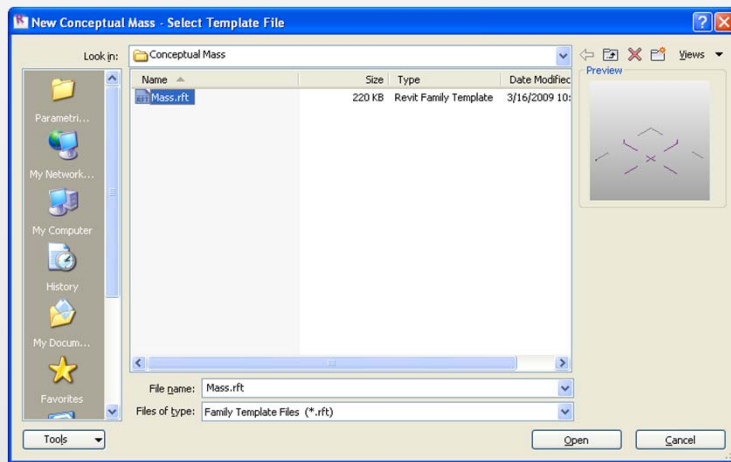 New Conceptual Mass - Select Template File
Look in: Conceptual Mass Views
Name Size Type Date Modified
Mass.rft 220 KB Revit Family Template 3/16/2009 10:
Preview
Parametri...
My Network...
My Computer
History
My Docum...
Favorites
File name: Mass.rft
Files of type: Family Template Files (*.rft)
Tools Open Cancel